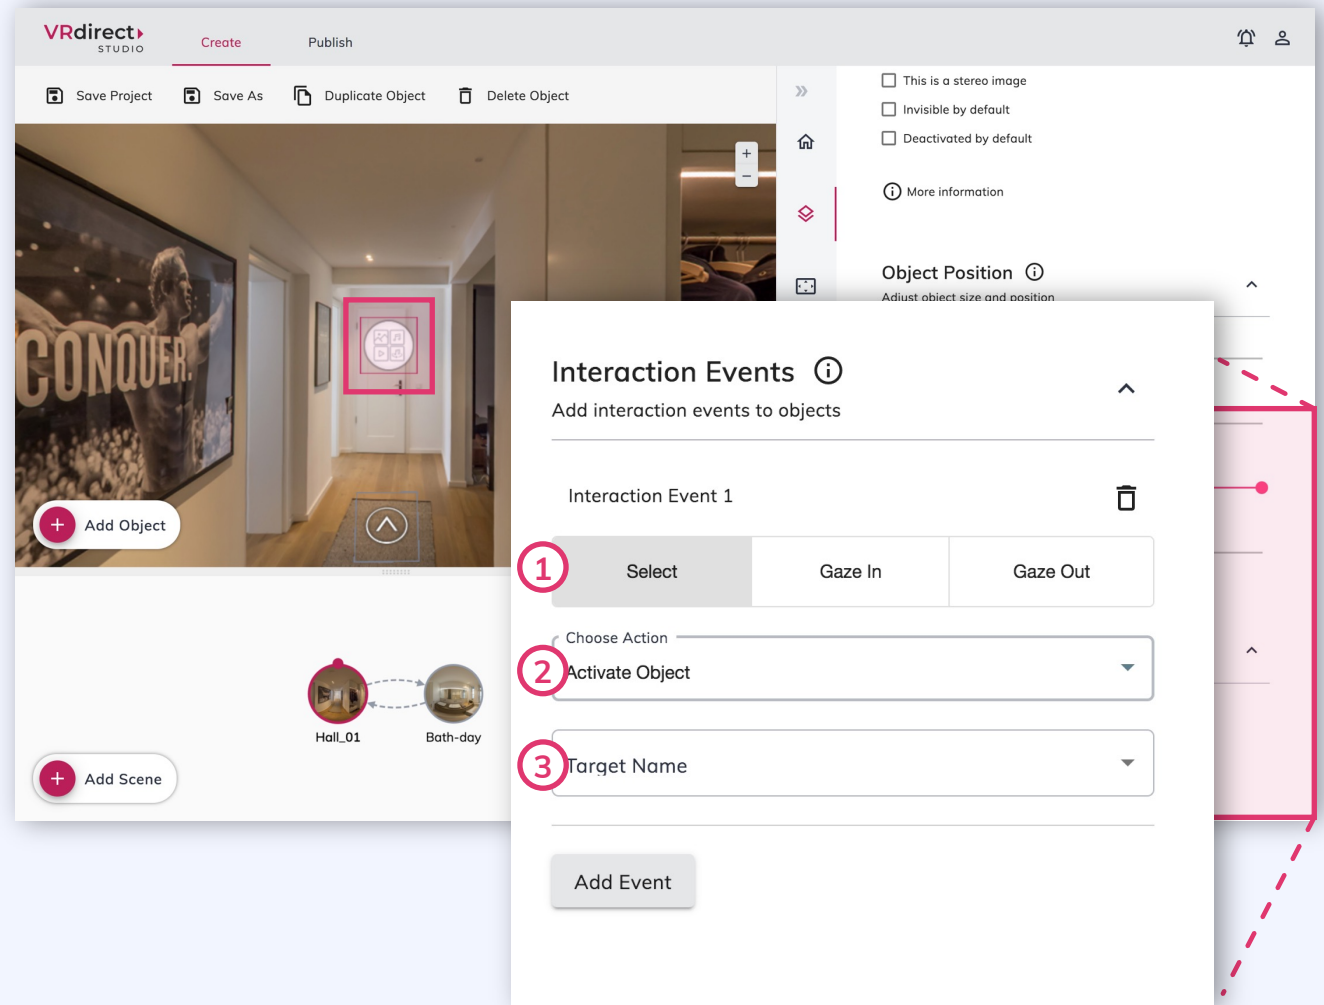 VRdirect
STUDIO
Create
Publish
Save Project
Save As
Duplicate Object
Delete Object
This is a stereo image
Invisible by default
Deactivated by default
More information
Object Position
Adjust object size and position
CONQUER.
Add Object
Hall_01
Bath-day
Add Scene
Interaction Events
Add interaction events to objects
Interaction Event 1
1
Select
Gaze In
Gaze Out
Choose Action
2
Activate Object
3
Target Name
Add Event